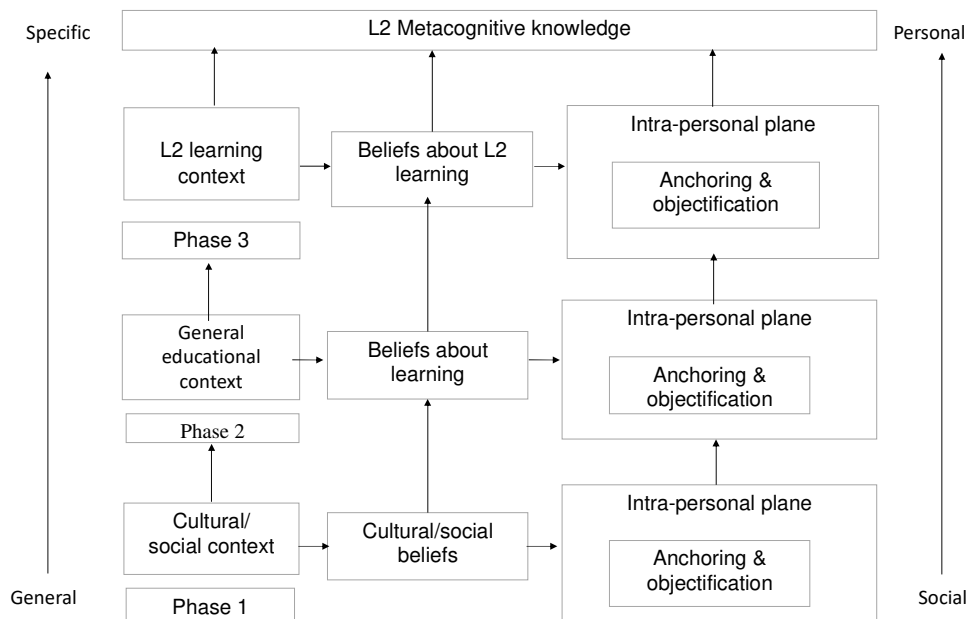 Specific
L2 Metacognitive knowledge
Personal
L2 learning
context
Beliefs about L2
learning
Intra-personal plane
Anchoring &
objectification
Phase 3
General
educational
context
Beliefs about
learning
Intra-personal plane
Anchoring &
objectification
Phase 2
Cultural/
social context
Cultural/social
beliefs
Intra-personal plane
Anchoring &
objectification
General
Phase 1
Social